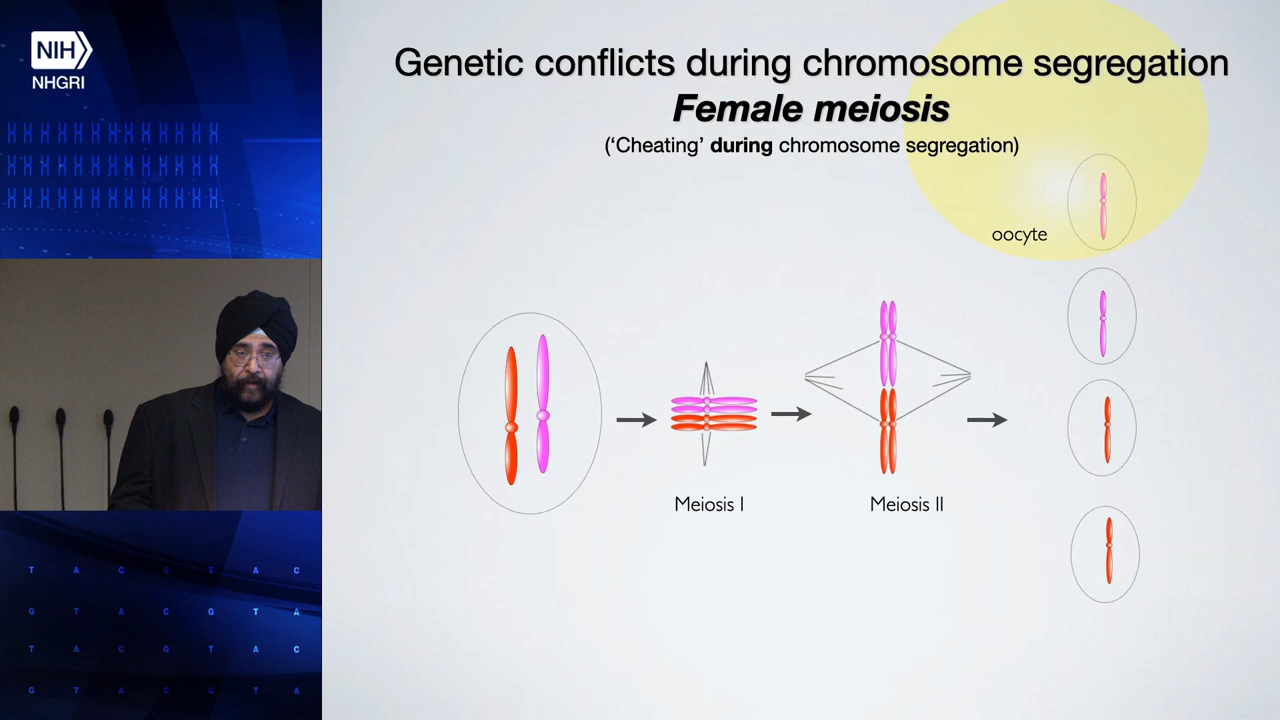 NIH
NHGRI
Genetic conflicts during chromosome segregation
Female meiosis
(‘Cheating’ during chromosome segregation)
oocyte
Meiosis I
Meiosis II
T A C G T A C
G T A C G T A
T A C G T A C
G T A C G T A